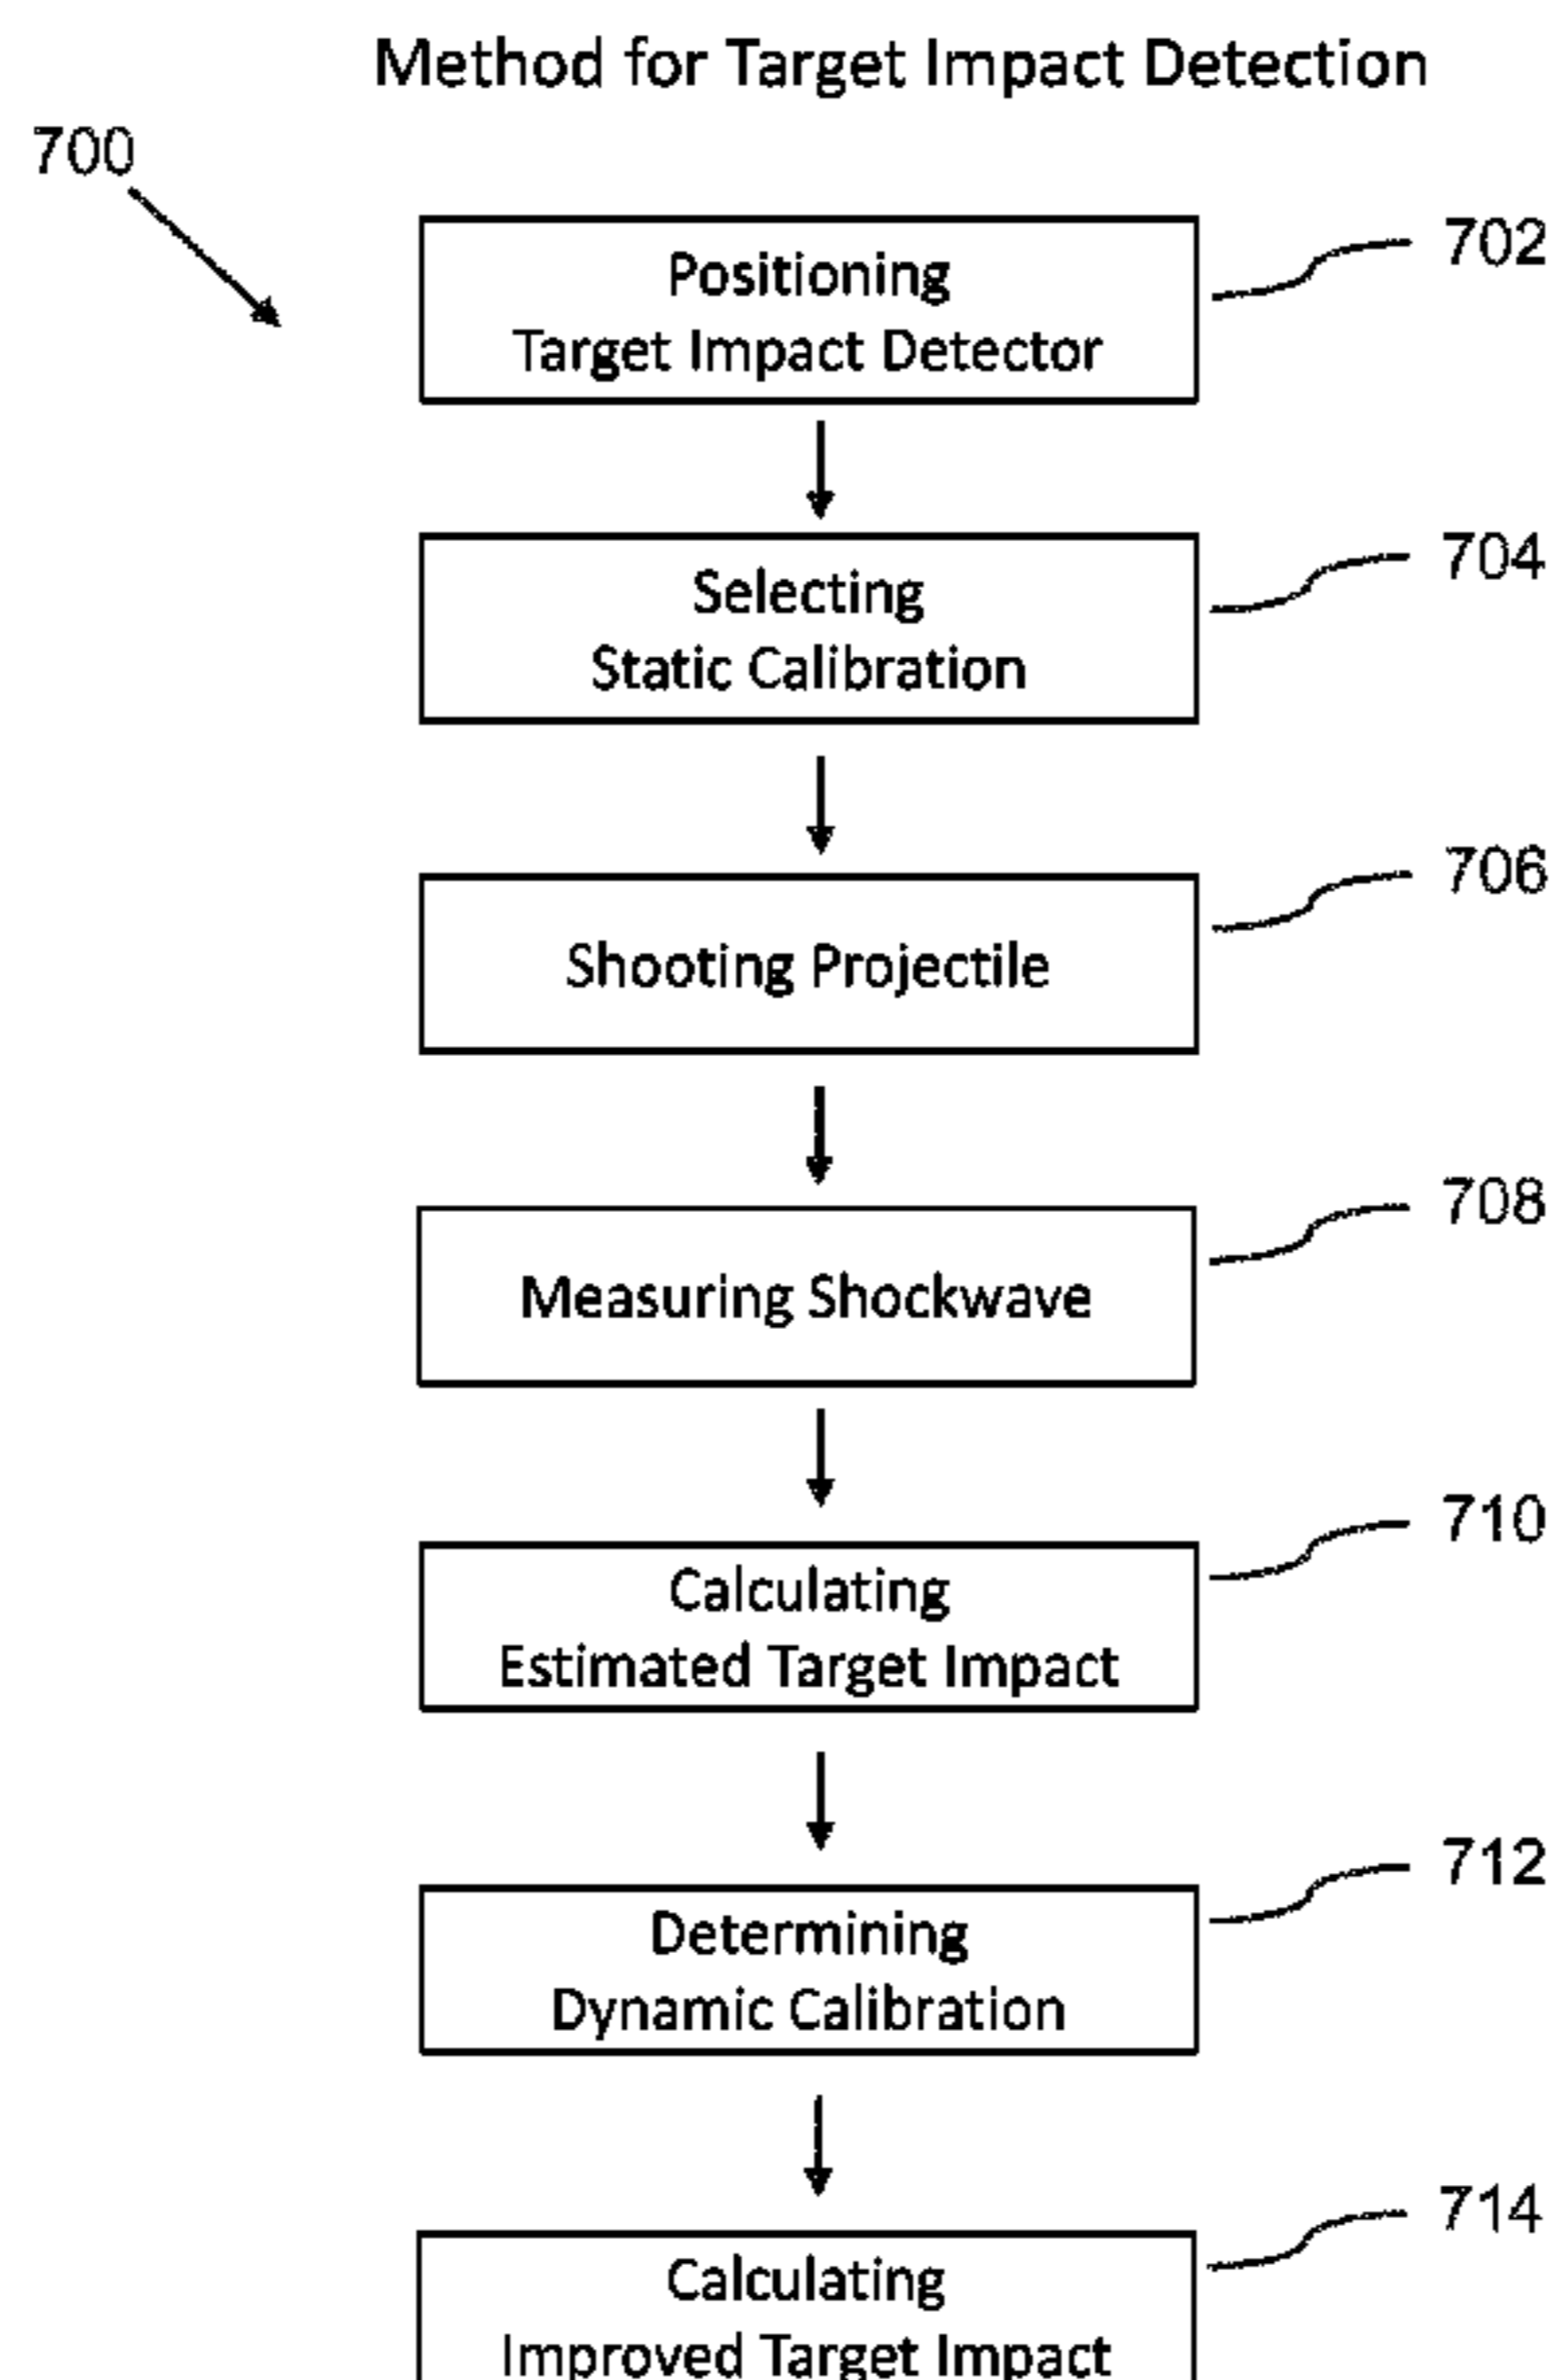 Method for Target Impact Detection
700
Positioning
Target Impact Detector
702
Selecting
Static Calibration
704
Shooting Projectile
706
Measuring Shockwave
708
Calculating
Estimated Target Impact
710
Determining
Dynamic Calibration
712
Calculating
Improved Target Impact
714